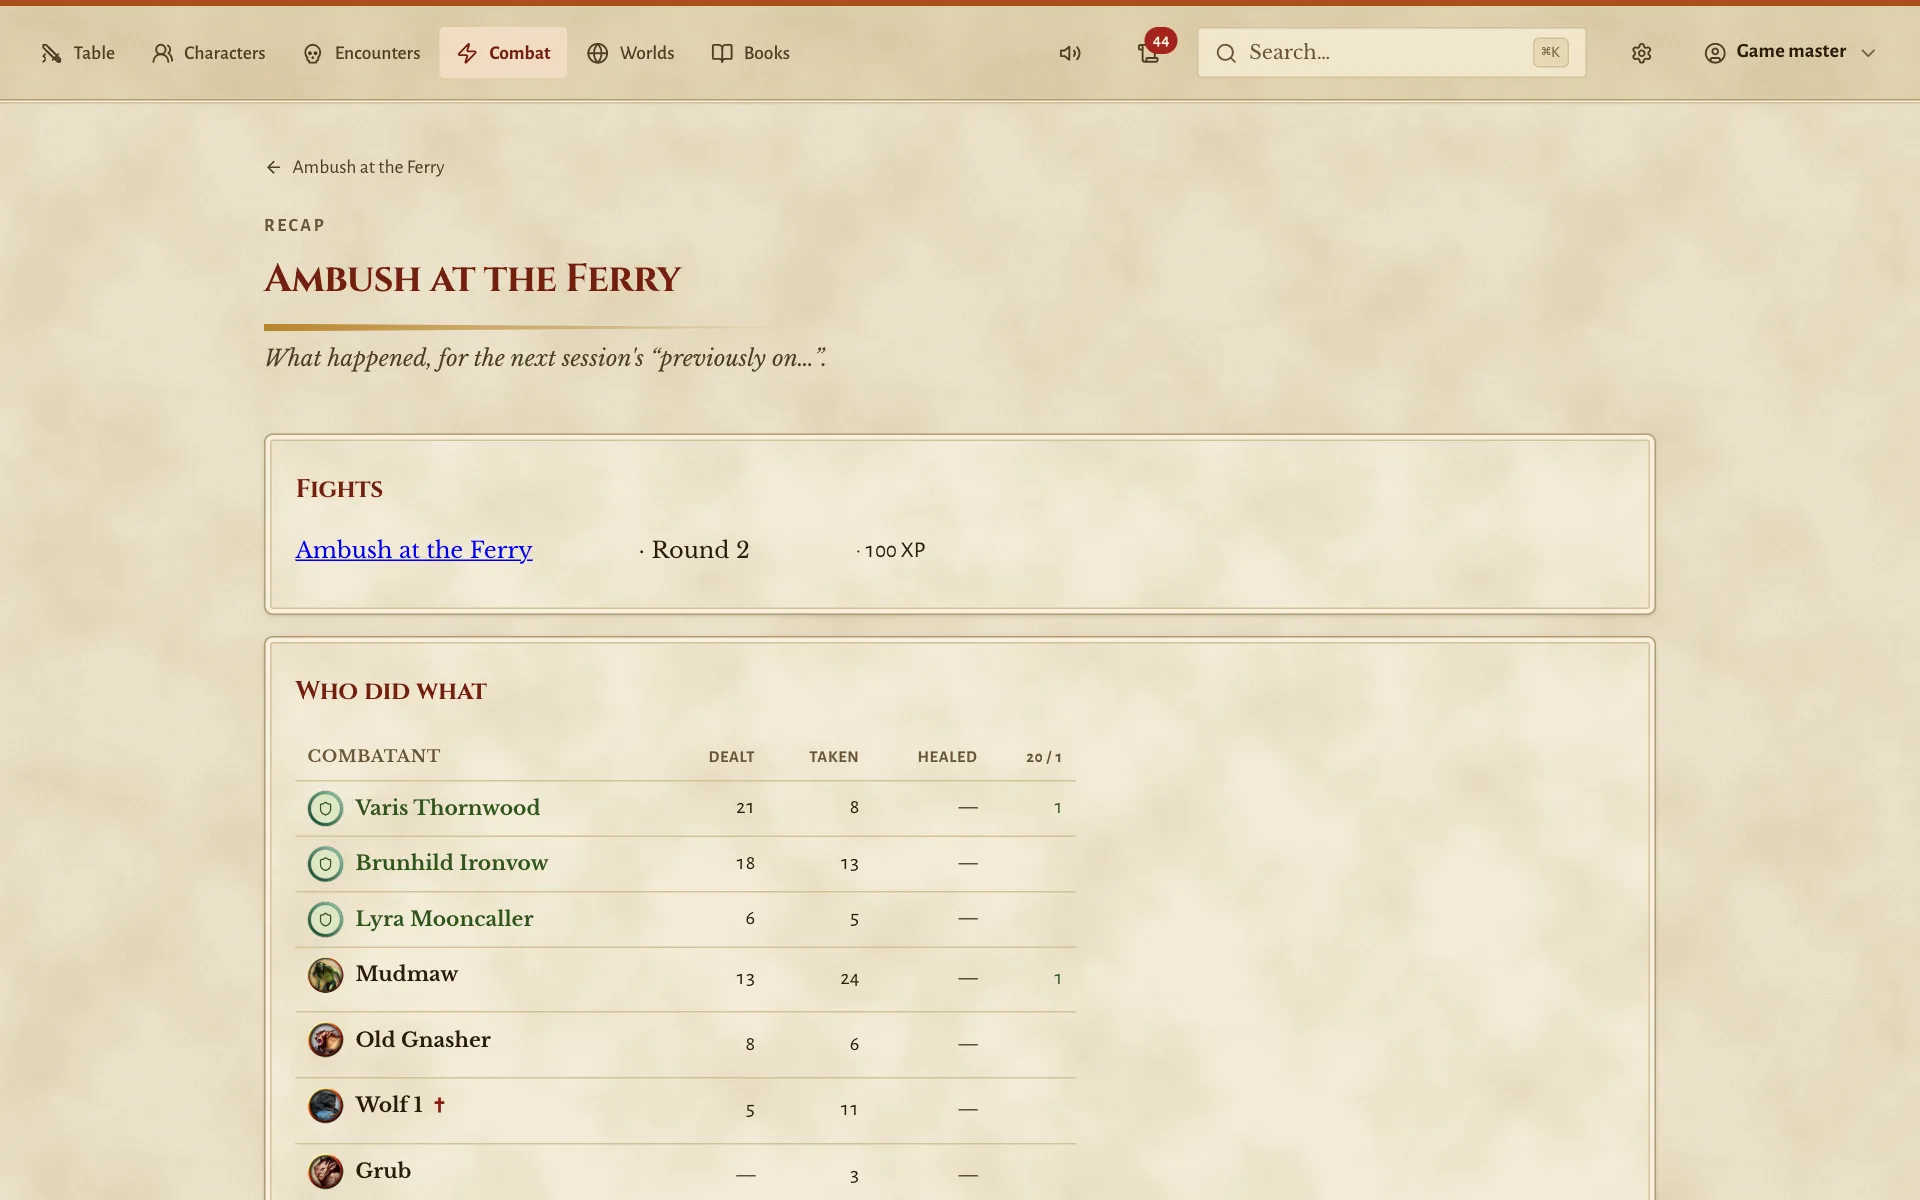 Table Characters Encounters Combat Worlds Books 44 Search... ⌘K Game master
← Ambush at the Ferry
RECAP
Ambush at the Ferry
What happened, for the next session's “previously on...”.
Fights
Ambush at the Ferry · Round 2 · 100 XP
Who did what
COMBATANT DEALT TAKEN HEALED 20 / 1
Varis Thornwood 21 8 — 1
Brunhild Ironvow 18 13 —
Lyra Mooncaller 6 5 —
Mudmaw 13 24 — 1
Old Gnasher 8 6 —
Wolf 1 ✝ 5 11 —
Grub — 3 —